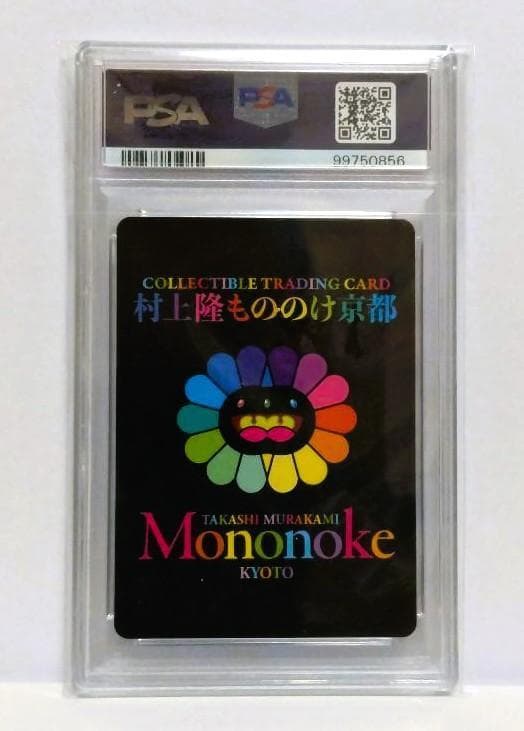 PSA
PSA
99750856
COLLECTIBLE TRADING CARD
村上隆もののけ京都
TAKASHI MURAKAMI
Mononoke
KYOTO